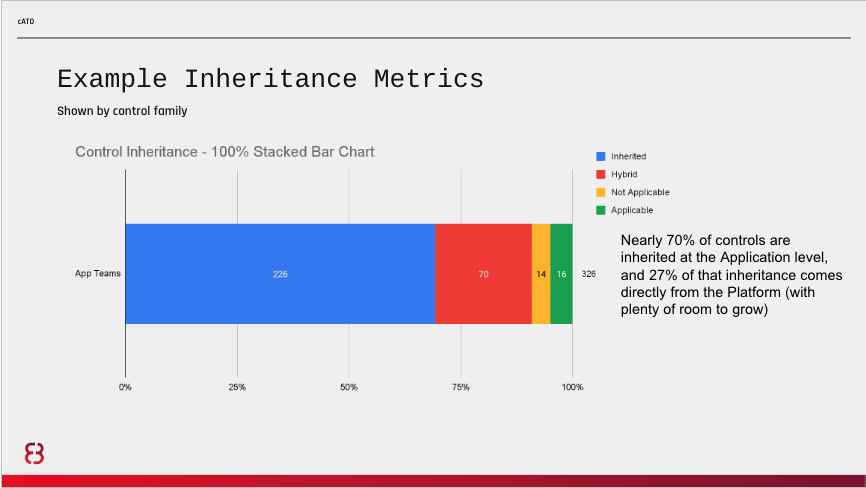 cATO
Example Inheritance Metrics
Shown by control family
Control Inheritance - 100% Stacked Bar Chart
Inherited
Hybrid
Not Applicable
Applicable
App Teams
226
70
14
16
326
0%
25%
50%
75%
100%
Nearly 70% of controls are
inherited at the Application level,
and 27% of that inheritance comes
directly from the Platform (with
plenty of room to grow)